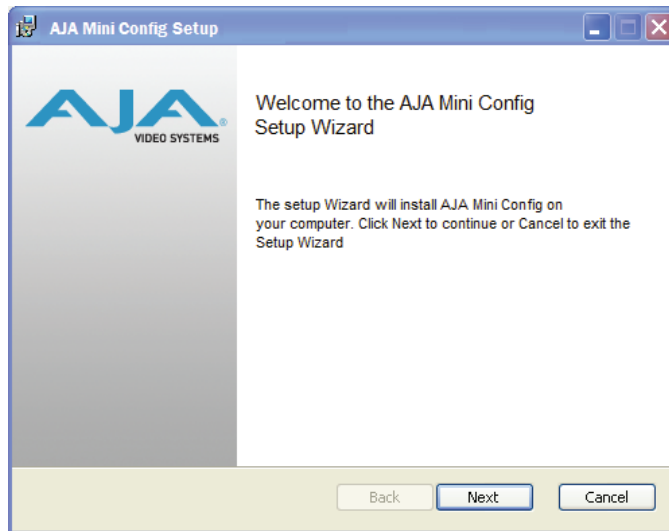 AJA Mini Config Setup
AJA®
VIDEO SYSTEMS
Welcome to the AJA Mini Config
Setup Wizard
The setup Wizard will install AJA Mini Config on
your computer. Click Next to continue or Cancel to exit the
Setup Wizard
Back
Next
Cancel